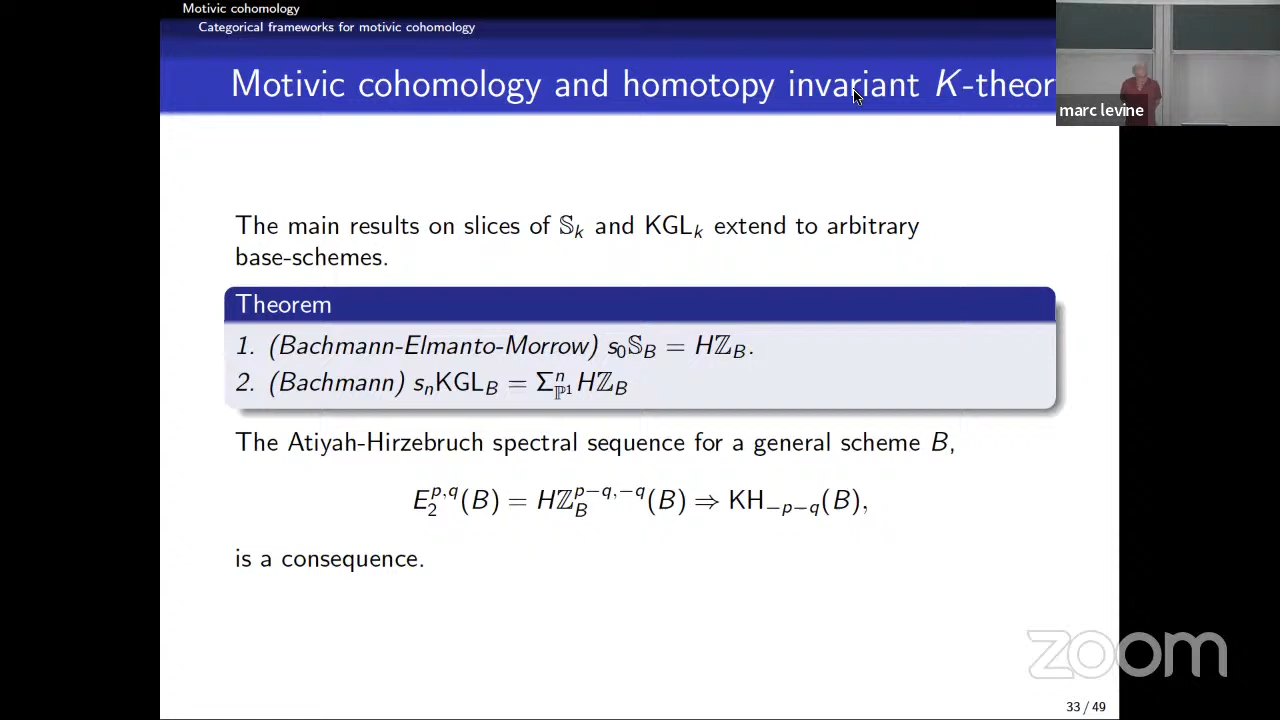 Motivic cohomology
Categorical frameworks for motivic cohomology
Motivic cohomology and homotopy invariant K-theor
marc levine
The main results on slices of 𝕊_k and KGL_k extend to arbitrary
base-schemes.
Theorem
1. (Bachmann-Elmanto-Morrow) s_0𝕊_B = Hℤ_B.
2. (Bachmann) s_nKGL_B = Σ^n_{ℙ^1}Hℤ_B
The Atiyah-Hirzebruch spectral sequence for a general scheme B,
E_2^{p,q}(B) = Hℤ_B^{p−q,−q}(B) ⇒ KH_{−p−q}(B),
is a consequence.
zoom
33 / 49